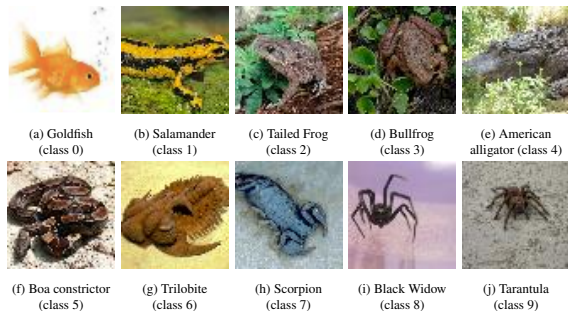 (a) Goldfish
(class 0)
(b) Salamander
(class 1)
(c) Tailed Frog
(class 2)
(d) Bullfrog
(class 3)
(e) American
alligator (class 4)
(f) Boa constrictor
(class 5)
(g) Trilobite
(class 6)
(h) Scorpion
(class 7)
(i) Black Widow
(class 8)
(j) Tarantula
(class 9)